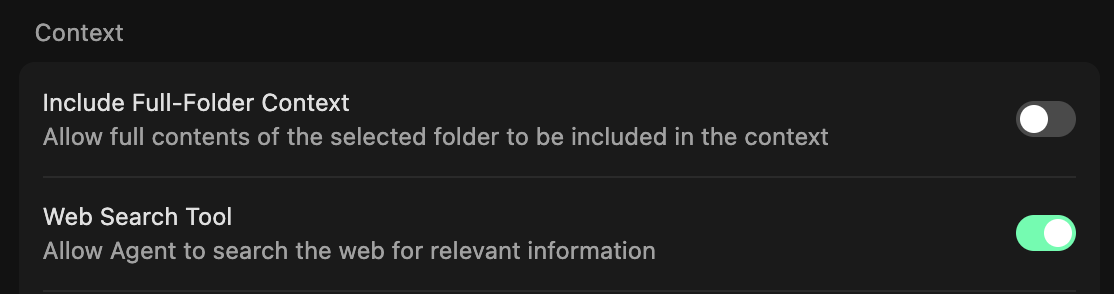 Context
Include Full-Folder Context
Allow full contents of the selected folder to be included in the context
Web Search Tool
Allow Agent to search the web for relevant information